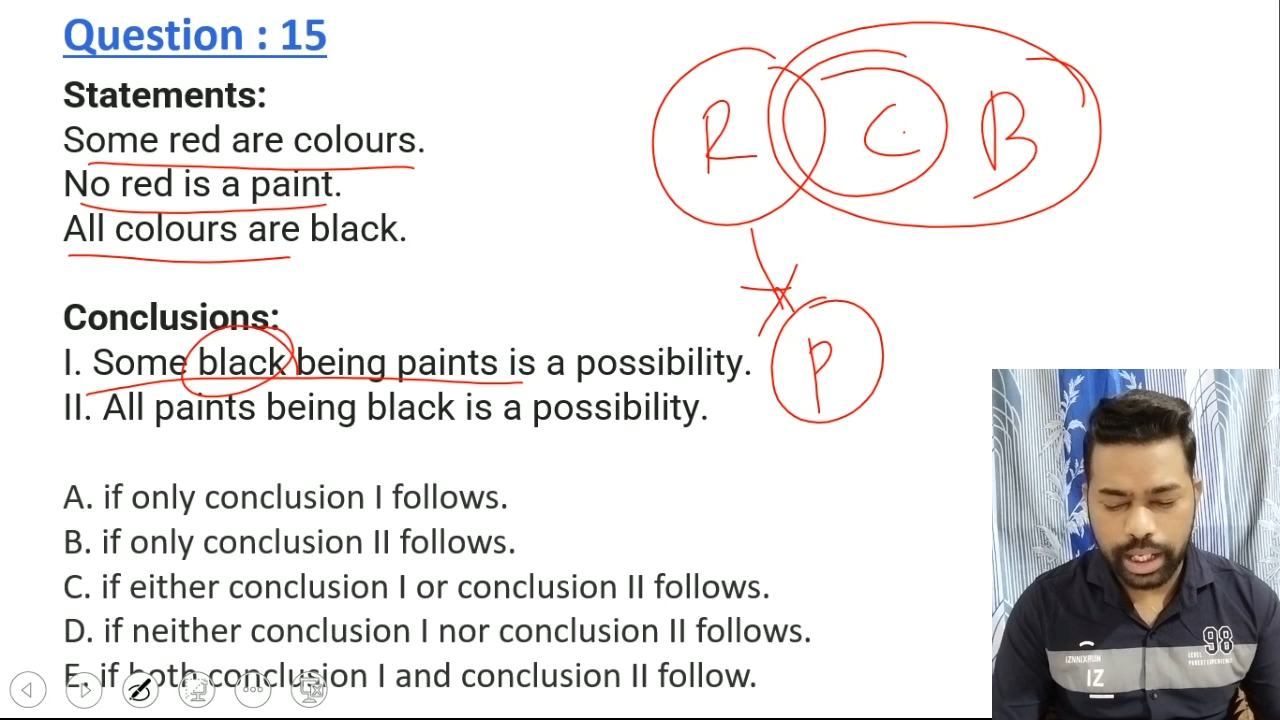 Question : 15
Statements:
Some red are colours.
No red is a paint.
All colours are black.
Conclusions:
I. Some black being paints is a possibility.
II. All paints being black is a possibility.
A. if only conclusion I follows.
B. if only conclusion II follows.
C. if either conclusion I or conclusion II follows.
D. if neither conclusion I nor conclusion II follows.
E. if both conclusion I and conclusion II follow.
R C B
P
98
IZNNIXRUN
IZ